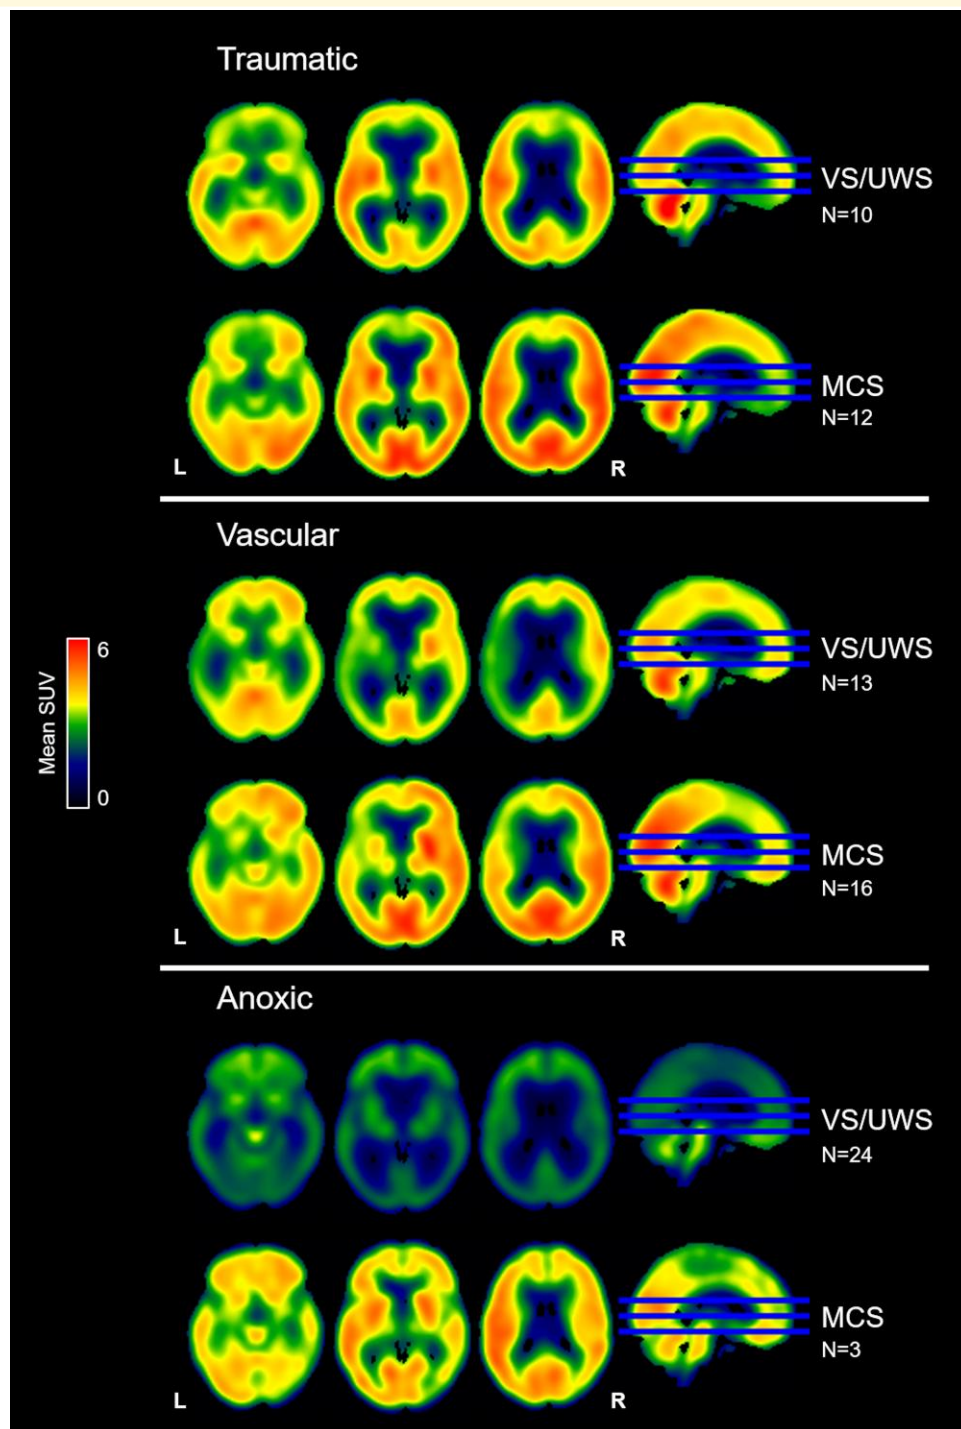 Traumatic
VS/UWS
N=10
MCS
N=12
L
R
Vascular
VS/UWS
N=13
Mean SUV
6
0
MCS
N=16
L
R
Anoxic
VS/UWS
N=24
MCS
N=3
L
R